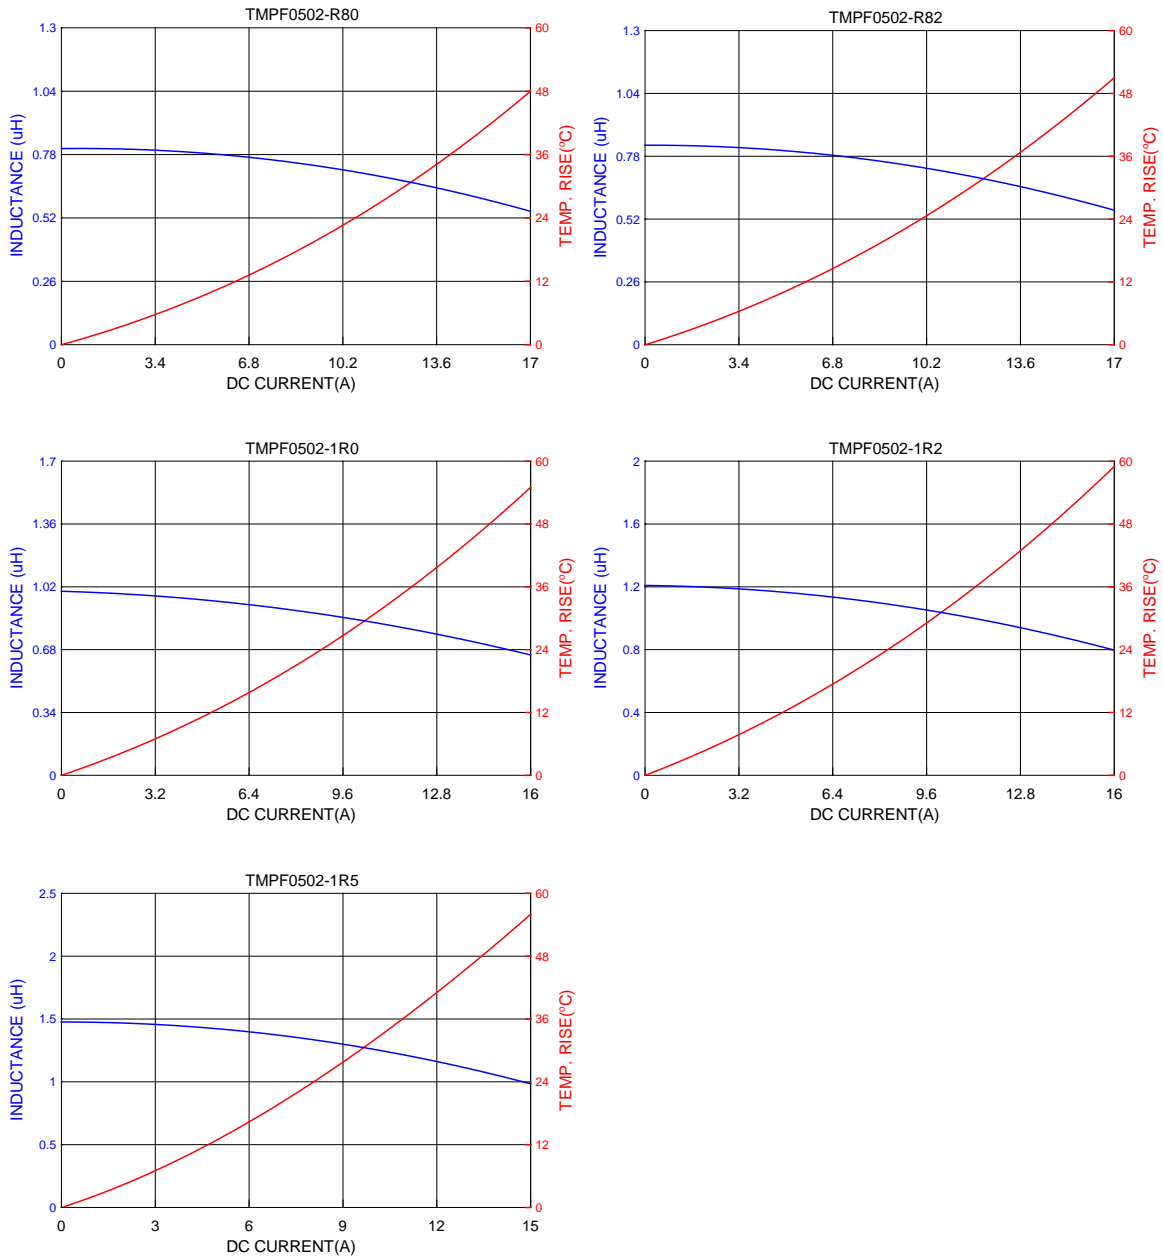 TMPF0502-R80
1.3
1.04
0.78
0.52
0.26
0
INDUCTANCE (uH)
60
48
36
24
12
0
TEMP. RISE(ºC)
0 3.4 6.8 10.2 13.6 17
DC CURRENT(A)
TMPF0502-R82
1.3
1.04
0.78
0.52
0.26
0
INDUCTANCE (uH)
60
48
36
24
12
0
TEMP. RISE(ºC)
0 3.4 6.8 10.2 13.6 17
DC CURRENT(A)
TMPF0502-1R0
1.7
1.36
1.02
0.68
0.34
0
INDUCTANCE (uH)
60
48
36
24
12
0
TEMP. RISE(ºC)
0 3.2 6.4 9.6 12.8 16
DC CURRENT(A)
TMPF0502-1R2
2
1.6
1.2
0.8
0.4
0
INDUCTANCE (uH)
60
48
36
24
12
0
TEMP. RISE(ºC)
0 3.2 6.4 9.6 12.8 16
DC CURRENT(A)
TMPF0502-1R5
2.5
2
1.5
1
0.5
0
INDUCTANCE (uH)
60
48
36
24
12
0
TEMP. RISE(ºC)
0 3 6 9 12 15
DC CURRENT(A)